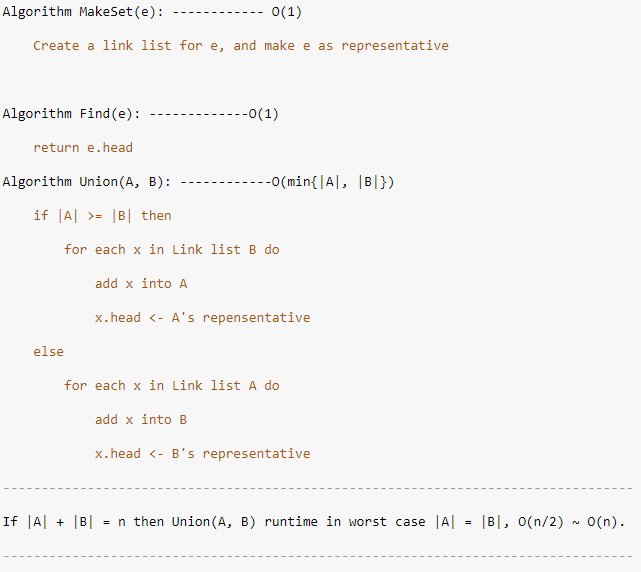 Algorithm MakeSet(e): ------------ O(1)
Create a link list for e, and make e as representative
Algorithm Find(e): -------------O(1)
return e.head
Algorithm Union(A, B): ------------O(min{|A|, |B|})
if |A| >= |B| then
for each x in Link list B do
add x into A
x.head <- A's repensentative
else
for each x in Link list A do
add x into B
x.head <- B's representative
----------------------------------------------------------------------------------
If |A| + |B| = n then Union(A, B) runtime in worst case |A| = |B|, O(n/2) ~ O(n).
----------------------------------------------------------------------------------